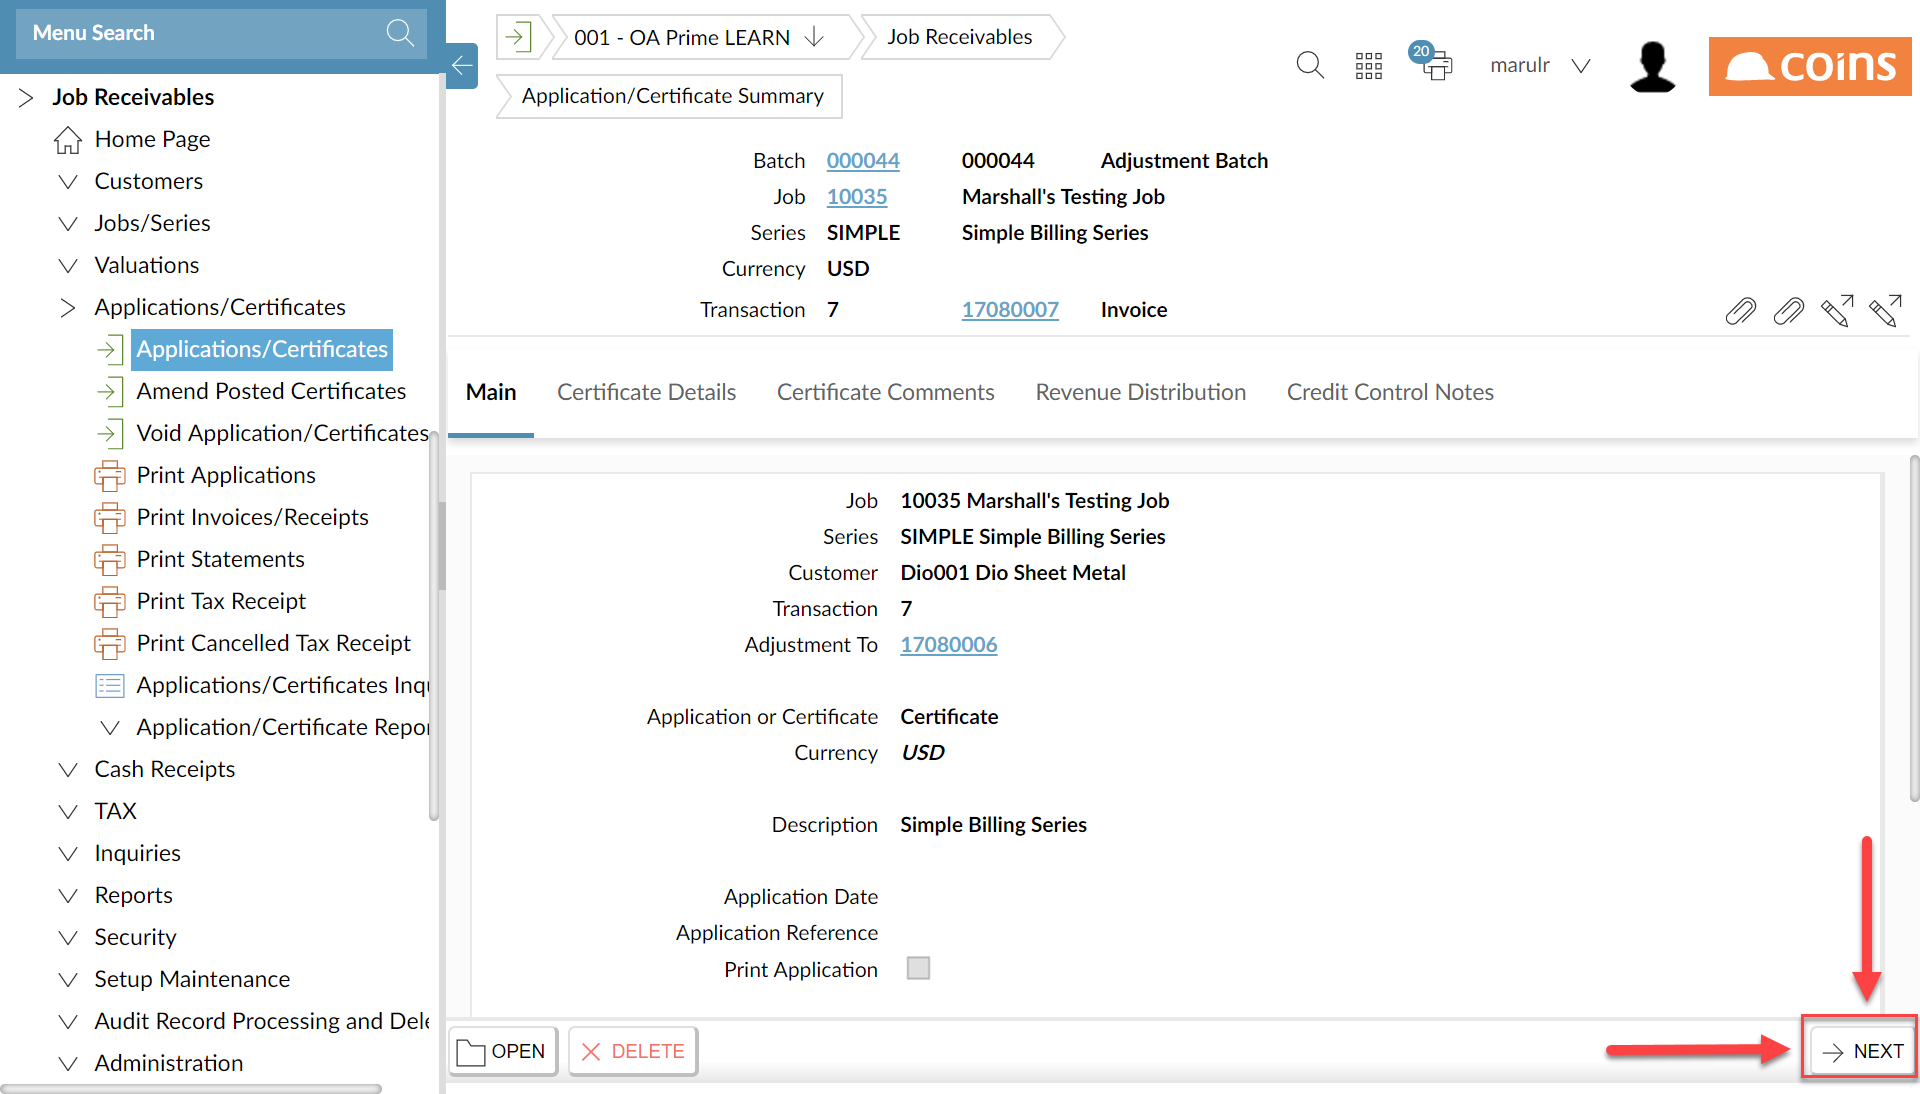 Menu Search
Job Receivables
Home Page
Customers
Jobs/Series
Valuations
Applications/Certificates
Applications/Certificates
Amend Posted Certificates
Void Application/Certificates
Print Applications
Print Invoices/Receipts
Print Statements
Print Tax Receipt
Print Cancelled Tax Receipt
Applications/Certificates
Application/Certificate
Cash Receipts
TAX
Inquiries
Reports
Security
Setup Maintenance
Audit Record Processing and
Administration
001 - OA Prime LEARN
Job Receivables
Application/Certificate Summary
20
marulr
coins
Batch 000044 000044 Adjustment Batch
Job 10035 Marshall's Testing Job
Series SIMPLE Simple Billing Series
Currency USD
Transaction 7 17080007 Invoice
Main Certificate Details Certificate Comments Revenue Distribution Credit Control Notes
Job 10035 Marshall's Testing Job
Series SIMPLE Simple Billing Series
Customer Dio001 Dio Sheet Metal
Transaction 7
Adjustment To 17080006
Application or Certificate Certificate
Currency USD
Description Simple Billing Series
Application Date
Application Reference
Print Application
OPEN DELETE NEXT